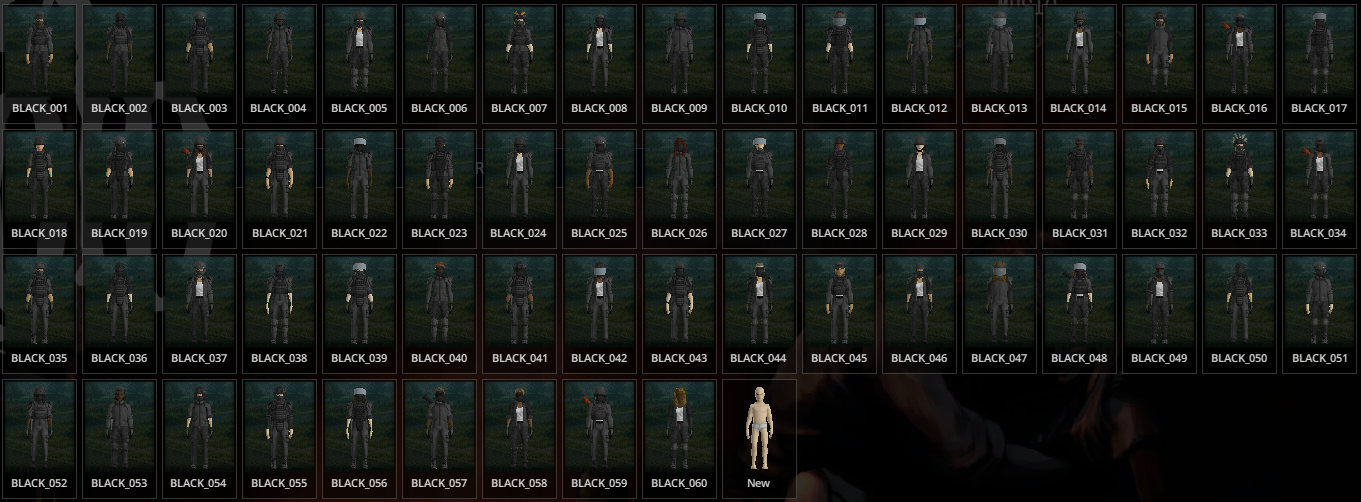 MUSIC
BLACK_001 BLACK_002 BLACK_003 BLACK_004 BLACK_005 BLACK_006 BLACK_007 BLACK_008 BLACK_009 BLACK_010 BLACK_011 BLACK_012 BLACK_013 BLACK_014 BLACK_015 BLACK_016 BLACK_017
BLACK_018 BLACK_019 BLACK_020 BLACK_021 BLACK_022 BLACK_023 BLACK_024 BLACK_025 BLACK_026 BLACK_027 BLACK_028 BLACK_029 BLACK_030 BLACK_031 BLACK_032 BLACK_033 BLACK_034
BLACK_035 BLACK_036 BLACK_037 BLACK_038 BLACK_039 BLACK_040 BLACK_041 BLACK_042 BLACK_043 BLACK_044 BLACK_045 BLACK_046 BLACK_047 BLACK_048 BLACK_049 BLACK_050 BLACK_051
BLACK_052 BLACK_053 BLACK_054 BLACK_055 BLACK_056 BLACK_057 BLACK_058 BLACK_059 BLACK_060 New